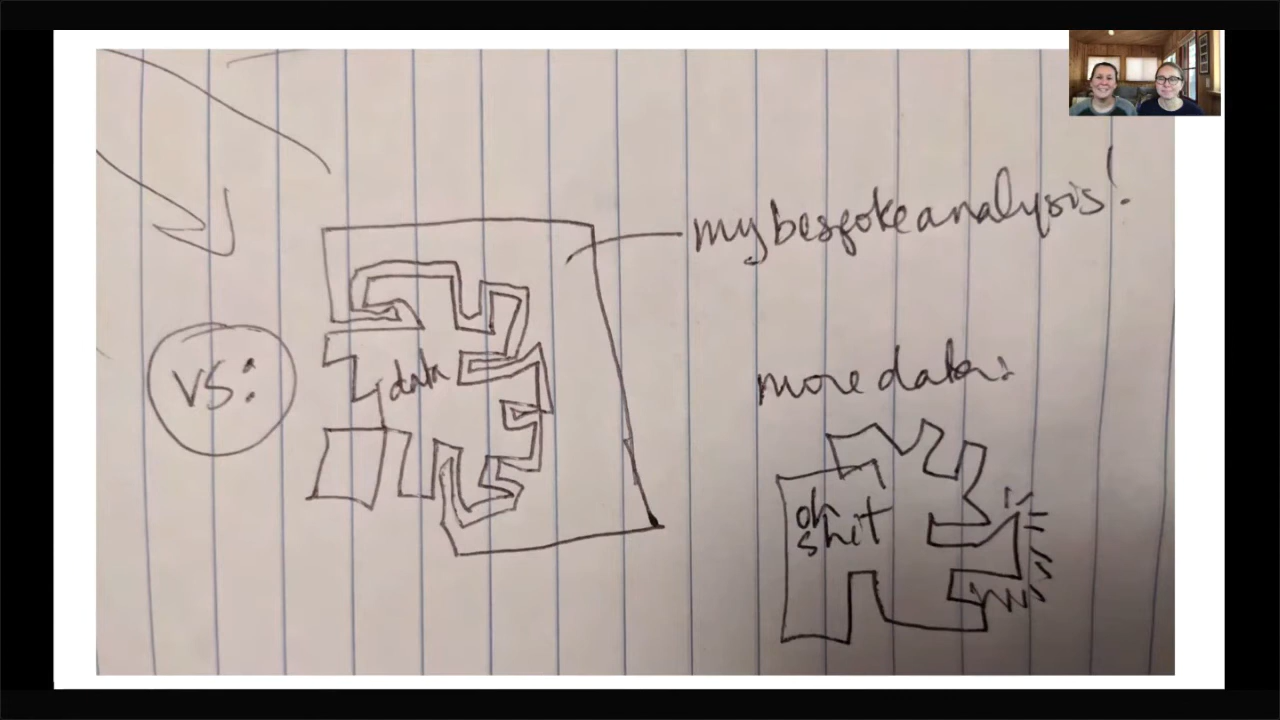 my bespoke analysis!
vs:
data
more data:
oh
shit